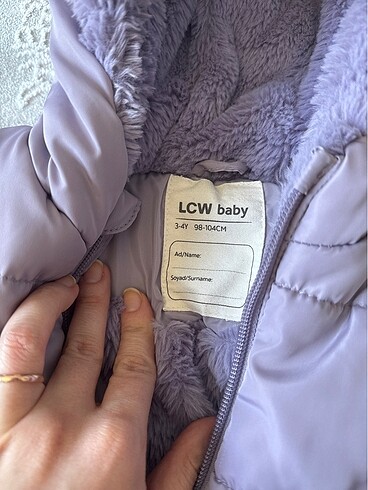 LCW baby
3-4Y 98-104CM
Ad/Name:
Soyad/Surname: